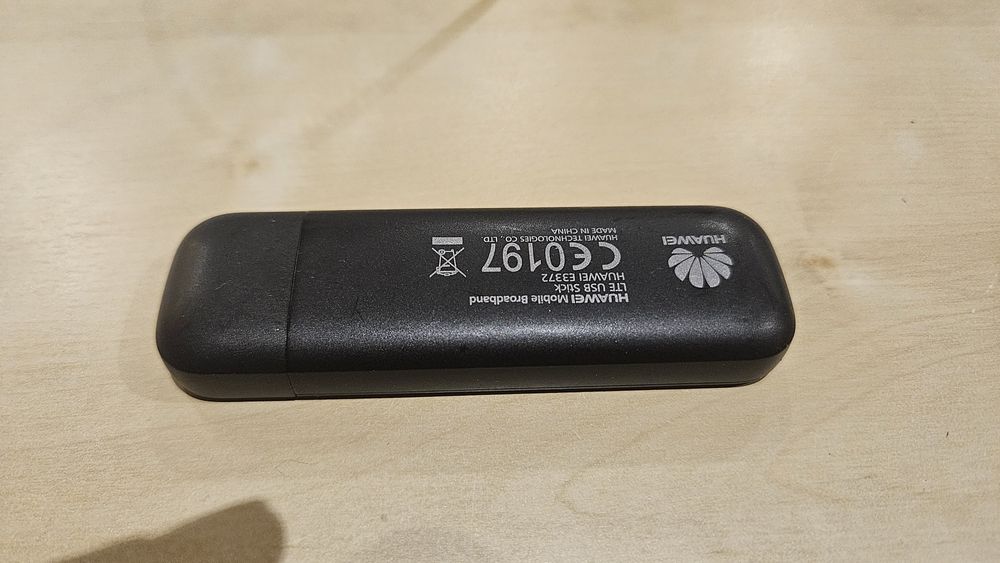 HUAWEI
HUAWEI Mobile Broadband
LTE USB Stick
HUAWEI E3372
CE0197
HUAWEI TECHNOLOGIES CO., LTD
MADE IN CHINA